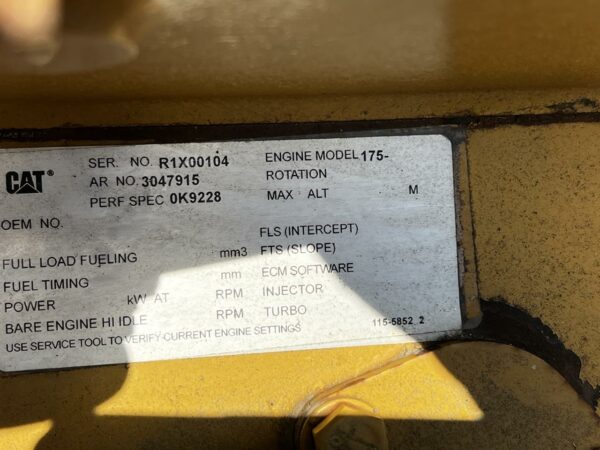 CAT®
SER. NO. R1X00104 ENGINE MODEL 175-
AR NO. 3047915 ROTATION
PERF SPEC 0K9228 MAX ALT M
OEM NO.
FLS (INTERCEPT)
FULL LOAD FUELING mm3 FTS (SLOPE)
FUEL TIMING mm ECM SOFTWARE
POWER kW AT RPM INJECTOR
BARE ENGINE HI IDLE RPM TURBO
USE SERVICE TOOL TO VERIFY CURRENT ENGINE SETTINGS 115-5852 2